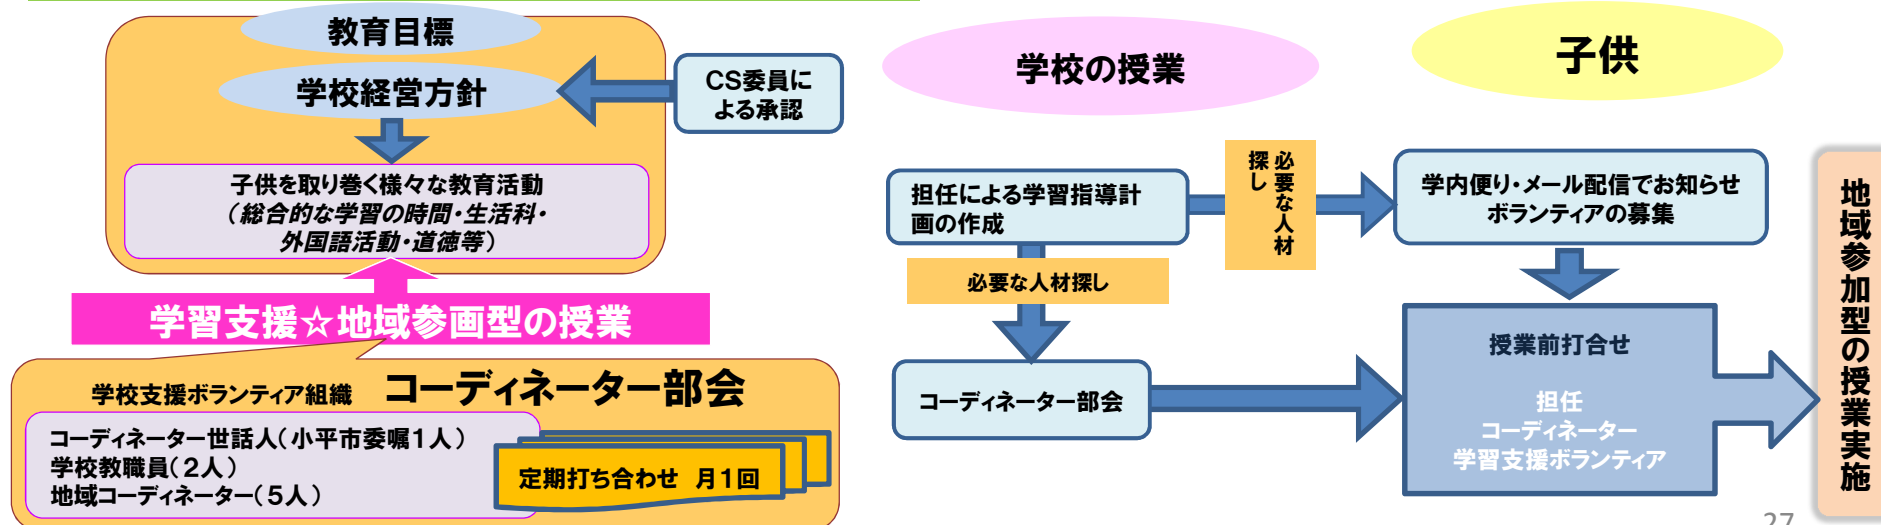 教育目標
学校経営方針
CS委員に
よる承認
子供を取り巻く様々な教育活動
（総合的な学習の時間・生活科・
外国語活動・道徳等）
学習支援☆地域参画型の授業
学校支援ボランティア組織 コーディネーター部会
コーディネーター世話人（小平市委嘱１人）
学校教職員（２人）
地域コーディネーター（５人）
定期打ち合わせ 月１回
学校の授業
子供
担任による学習指導計
画の作成
必要な人材
探し
学内便り・メール配信でお知らせ
ボランティアの募集
必要な人材探し
コーディネーター部会
授業前打合せ
担任
コーディネーター
学習支援ボランティア
地域参加型の授業実施
27